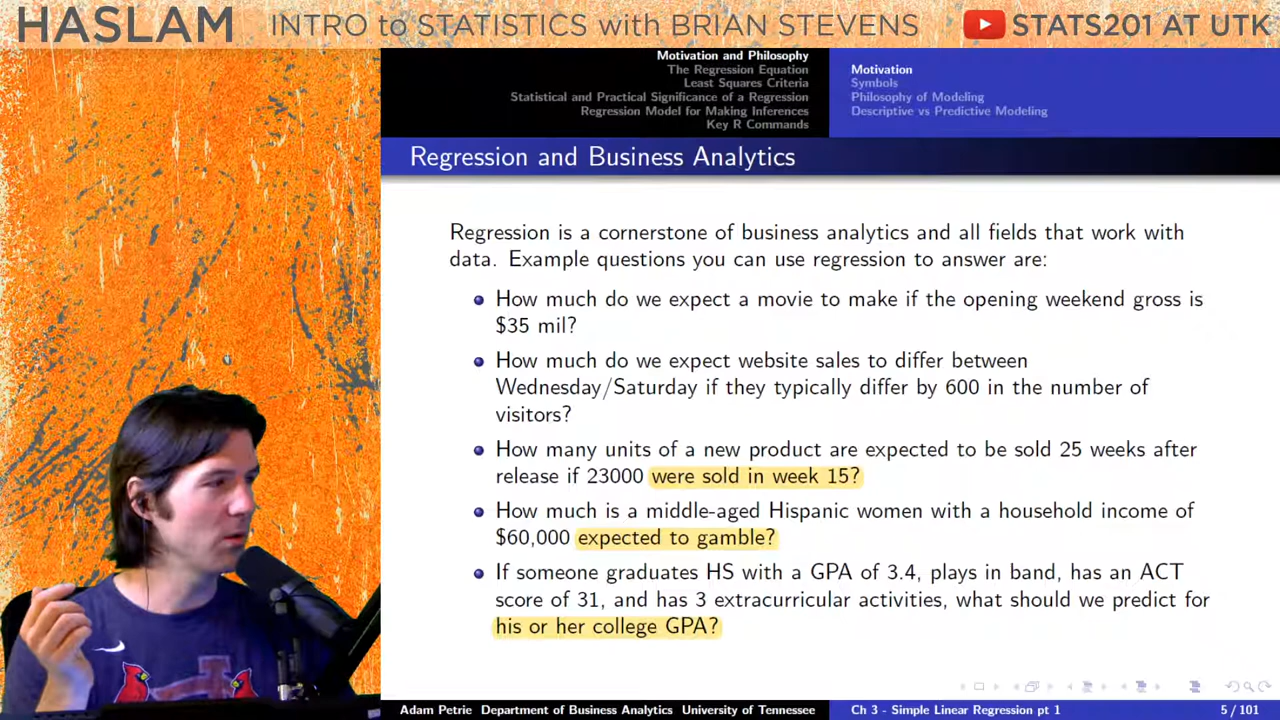 HASLAM INTRO to STATISTICS with BRIAN STEVENS STATS201 AT UTK
Motivation and Philosophy
The Regression Equation
Least Squares Criteria
Statistical and Practical Significance of a Regression
Regression Model for Making Inferences
Key R Commands
Motivation
Symbols
Philosophy of Modeling
Descriptive vs Predictive Modeling
Regression and Business Analytics
Regression is a cornerstone of business analytics and all fields that work with
data. Example questions you can use regression to answer are:
How much do we expect a movie to make if the opening weekend gross is
$35 mil?
How much do we expect website sales to differ between
Wednesday/Saturday if they typically differ by 600 in the number of
visitors?
How many units of a new product are expected to be sold 25 weeks after
release if 23000 were sold in week 15?
How much is a middle-aged Hispanic women with a household income of
$60,000 expected to gamble?
If someone graduates HS with a GPA of 3.4, plays in band, has an ACT
score of 31, and has 3 extracurricular activities, what should we predict for
his or her college GPA?
Adam Petrie Department of Business Analytics University of Tennessee Ch 3 - Simple Linear Regression pt 1 5 / 101